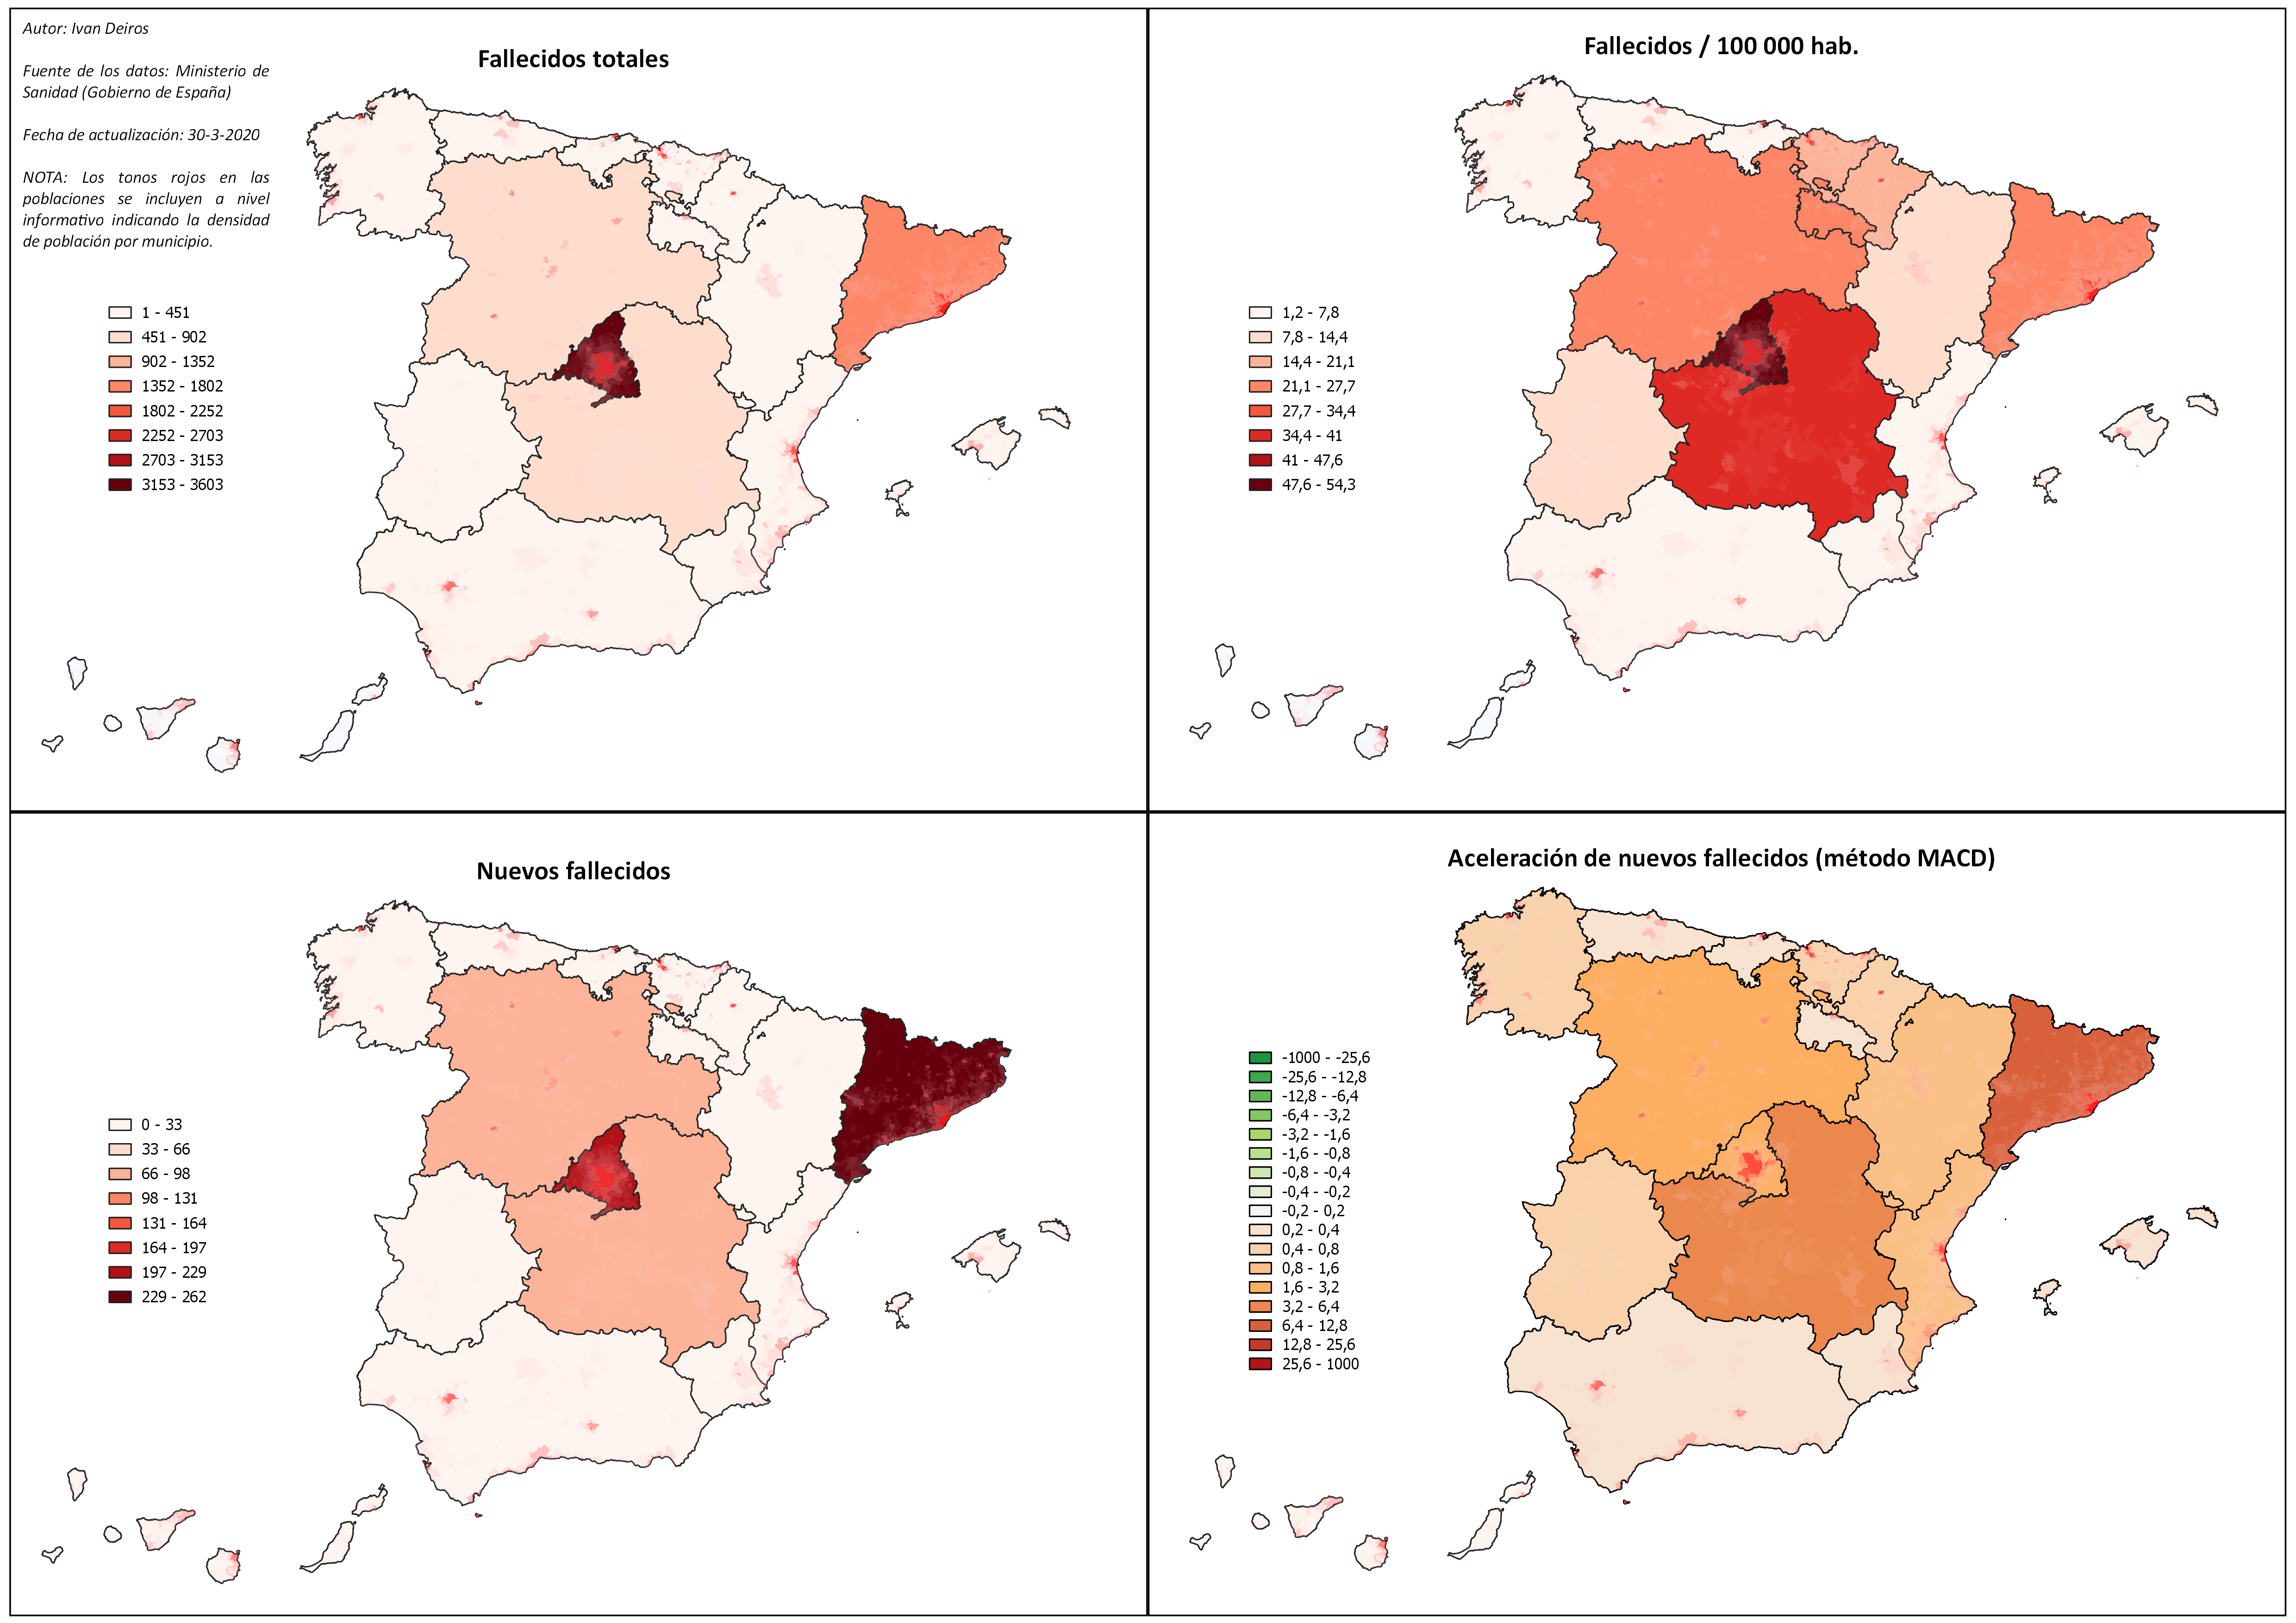 Autor: Ivan Deiros
Fuente de los datos: Ministerio de
Sanidad (Gobierno de España)
Fecha de actualización: 30-3-2020
NOTA: Los tonos rojos en las
poblaciones se incluyen a nivel
informativo indicando la densidad
de población por municipio.
Fallecidos totales
1 - 451
451 - 902
902 - 1352
1352 - 1802
1802 - 2252
2252 - 2703
2703 - 3153
3153 - 3603
Fallecidos / 100 000 hab.
1,2 - 7,8
7,8 - 14,4
14,4 - 21,1
21,1 - 27,7
27,7 - 34,4
34,4 - 41
41 - 47,6
47,6 - 54,3
Nuevos fallecidos
0 - 33
33 - 66
66 - 98
98 - 131
131 - 164
164 - 197
197 - 229
229 - 262
Aceleración de nuevos fallecidos (método MACD)
-1000 - -25,6
-25,6 - -12,8
-12,8 - -6,4
-6,4 - -3,2
-3,2 - -1,6
-1,6 - -0,8
-0,8 - -0,4
-0,4 - -0,2
-0,2 - 0,2
0,2 - 0,4
0,4 - 0,8
0,8 - 1,6
1,6 - 3,2
3,2 - 6,4
6,4 - 12,8
12,8 - 25,6
25,6 - 1000